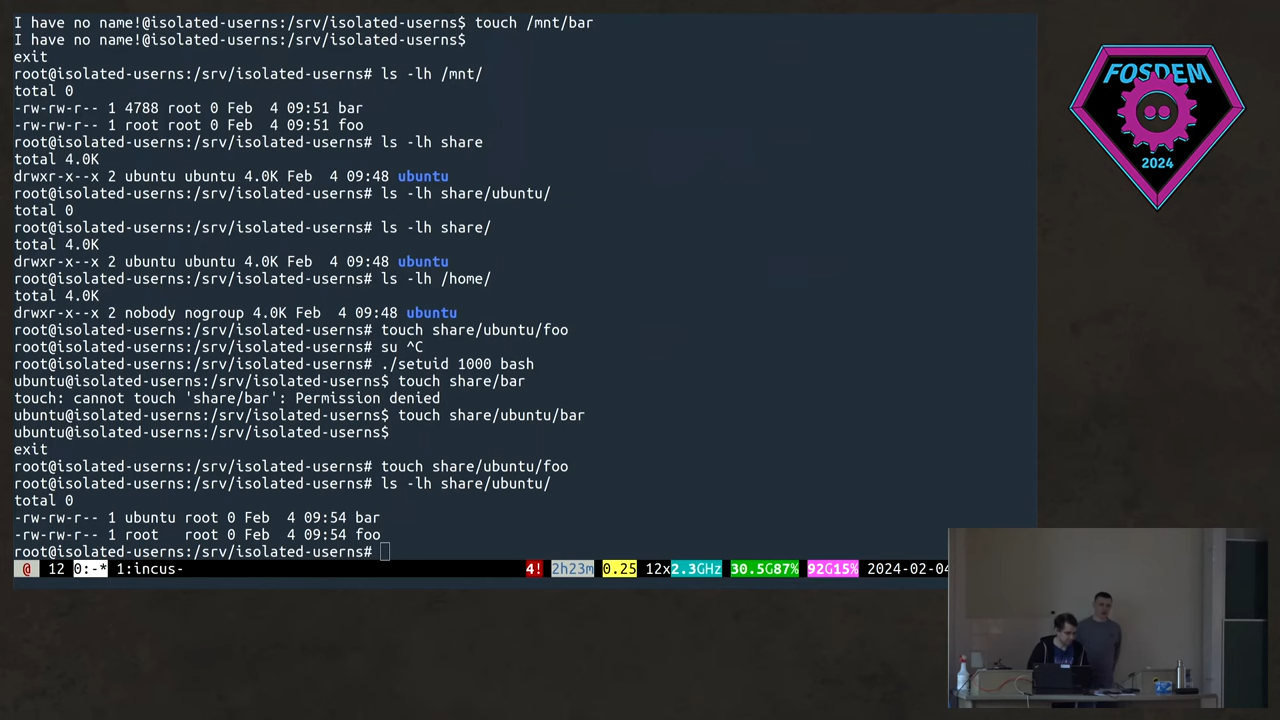 I have no name!@isolated-userns:/srv/isolated-userns$ touch /mnt/bar
I have no name!@isolated-userns:/srv/isolated-userns$
exit
root@isolated-userns:/srv/isolated-userns# ls -lh /mnt/
total 0
-rw-rw-r-- 1 4788 root 0 Feb  4 09:51 bar
-rw-rw-r-- 1 root root 0 Feb  4 09:51 foo
root@isolated-userns:/srv/isolated-userns# ls -lh share
total 4.0K
drwxr-x--x 2 ubuntu ubuntu 4.0K Feb  4 09:48 ubuntu
root@isolated-userns:/srv/isolated-userns# ls -lh share/ubuntu/
total 0
root@isolated-userns:/srv/isolated-userns# ls -lh share/
total 4.0K
drwxr-x--x 2 ubuntu ubuntu 4.0K Feb  4 09:48 ubuntu
root@isolated-userns:/srv/isolated-userns# ls -lh /home/
total 4.0K
drwxr-x--x 2 nobody nogroup 4.0K Feb  4 09:48 ubuntu
root@isolated-userns:/srv/isolated-userns# touch share/ubuntu/foo
root@isolated-userns:/srv/isolated-userns# su ^C
root@isolated-userns:/srv/isolated-userns# ./setuid 1000 bash
ubuntu@isolated-userns:/srv/isolated-userns$ touch share/bar
touch: cannot touch 'share/bar': Permission denied
ubuntu@isolated-userns:/srv/isolated-userns$ touch share/ubuntu/bar
ubuntu@isolated-userns:/srv/isolated-userns$
exit
root@isolated-userns:/srv/isolated-userns# touch share/ubuntu/foo
root@isolated-userns:/srv/isolated-userns# ls -lh share/ubuntu/
total 0
-rw-rw-r-- 1 ubuntu root 0 Feb  4 09:54 bar
-rw-rw-r-- 1 root   root 0 Feb  4 09:54 foo
root@isolated-userns:/srv/isolated-userns#
@ 12 0:-* 1:incus- 4! 2h23m 0.25 12x2.3GHz 30.5G87% 92G15% 2024-02-04
FOSDEM
2024